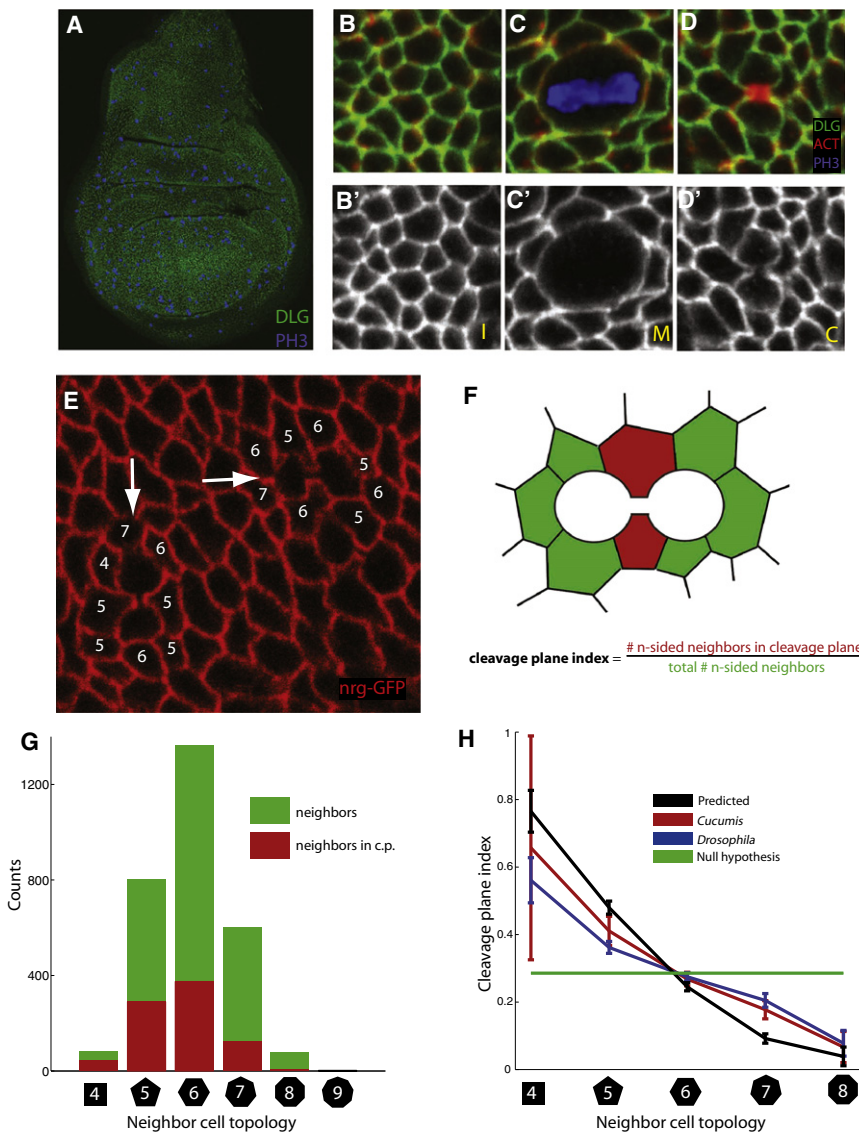 A
DLG
PH3
B
C
D
DLG
ACT
PH3
B'
I
C'
M
D'
C
E
6 5 6
5
7 6
6
5
7
6
4
5 5
5 6 5
nrg-GFP
F
cleavage plane index = # n-sided neighbors in cleavage plane
total # n-sided neighbors
G
1200
800
400
0
Counts
neighbors
neighbors in c.p.
4 5 6 7 8 9
Neighbor cell topology
H
1
0.8
0.6
0.4
0.2
0
Cleavage plane index
Predicted
Cucumis
Drosophila
Null hypothesis
4 5 6 7 8
Neighbor cell topology